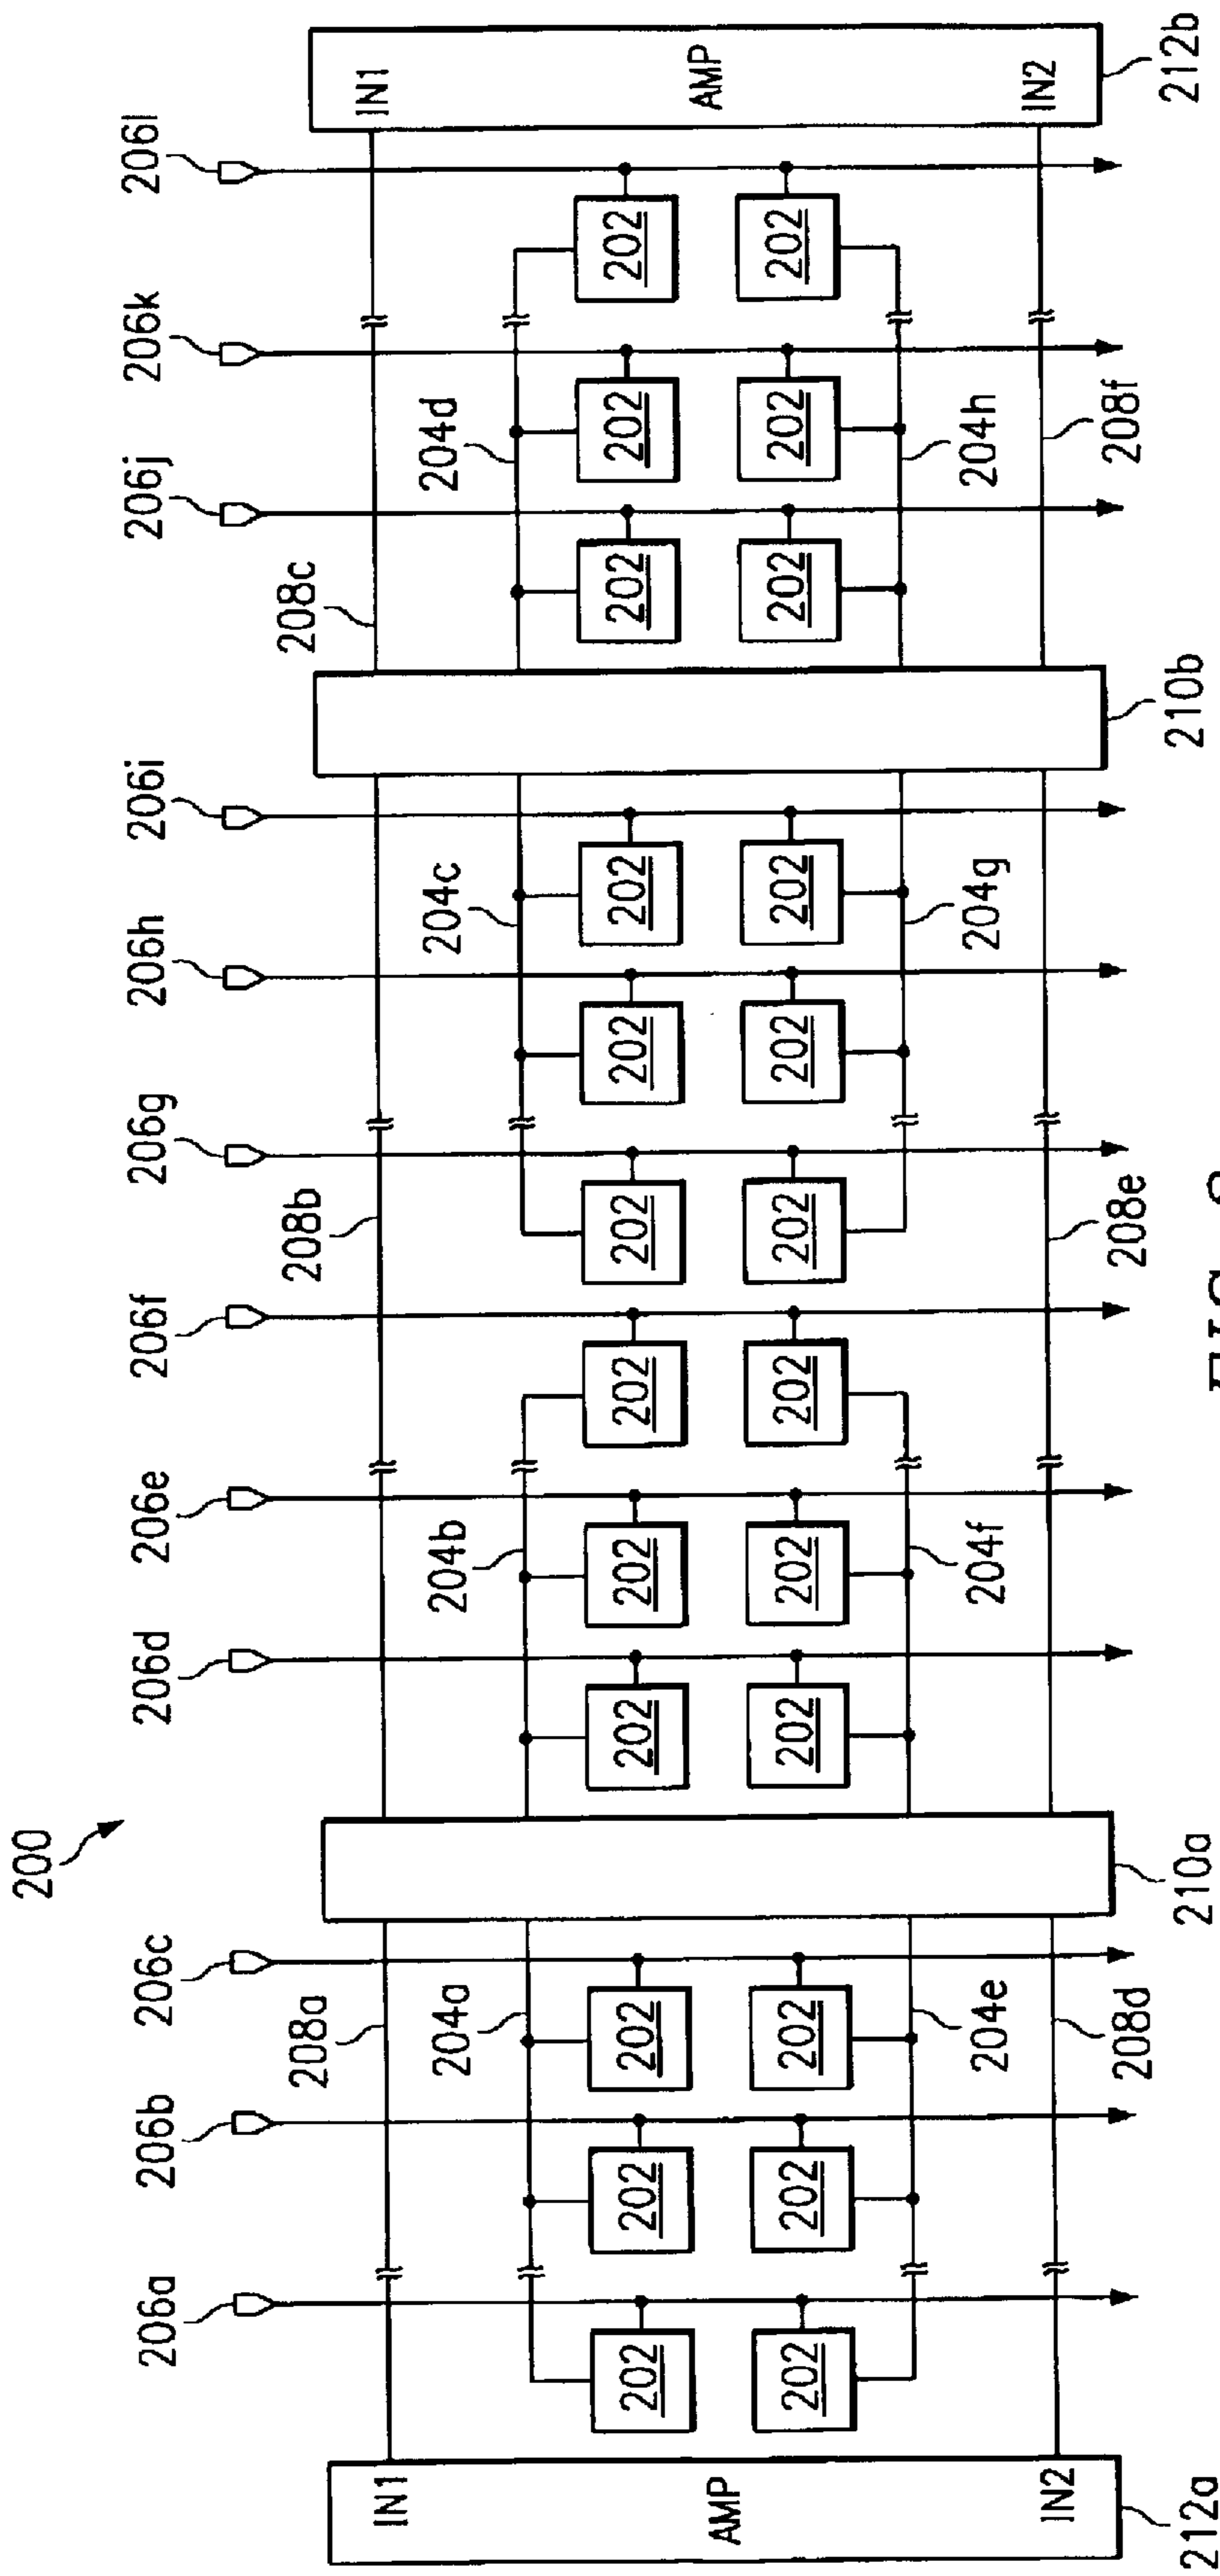 200
206a 206b 206c 206d 206e 206f 206g 206h 206i 206j 206k 206l
208a 208b 208c
IN1 IN1
204a 204b 204c 204d
202 202 202 202 202 202 202 202 202 202 202 202
AMP AMP
202 202 202 202 202 202 202 202 202 202 202 202
204e 204f 204g 204h
IN2 IN2
208d 208e 208f
212a 210a 210b 212b
FIG.